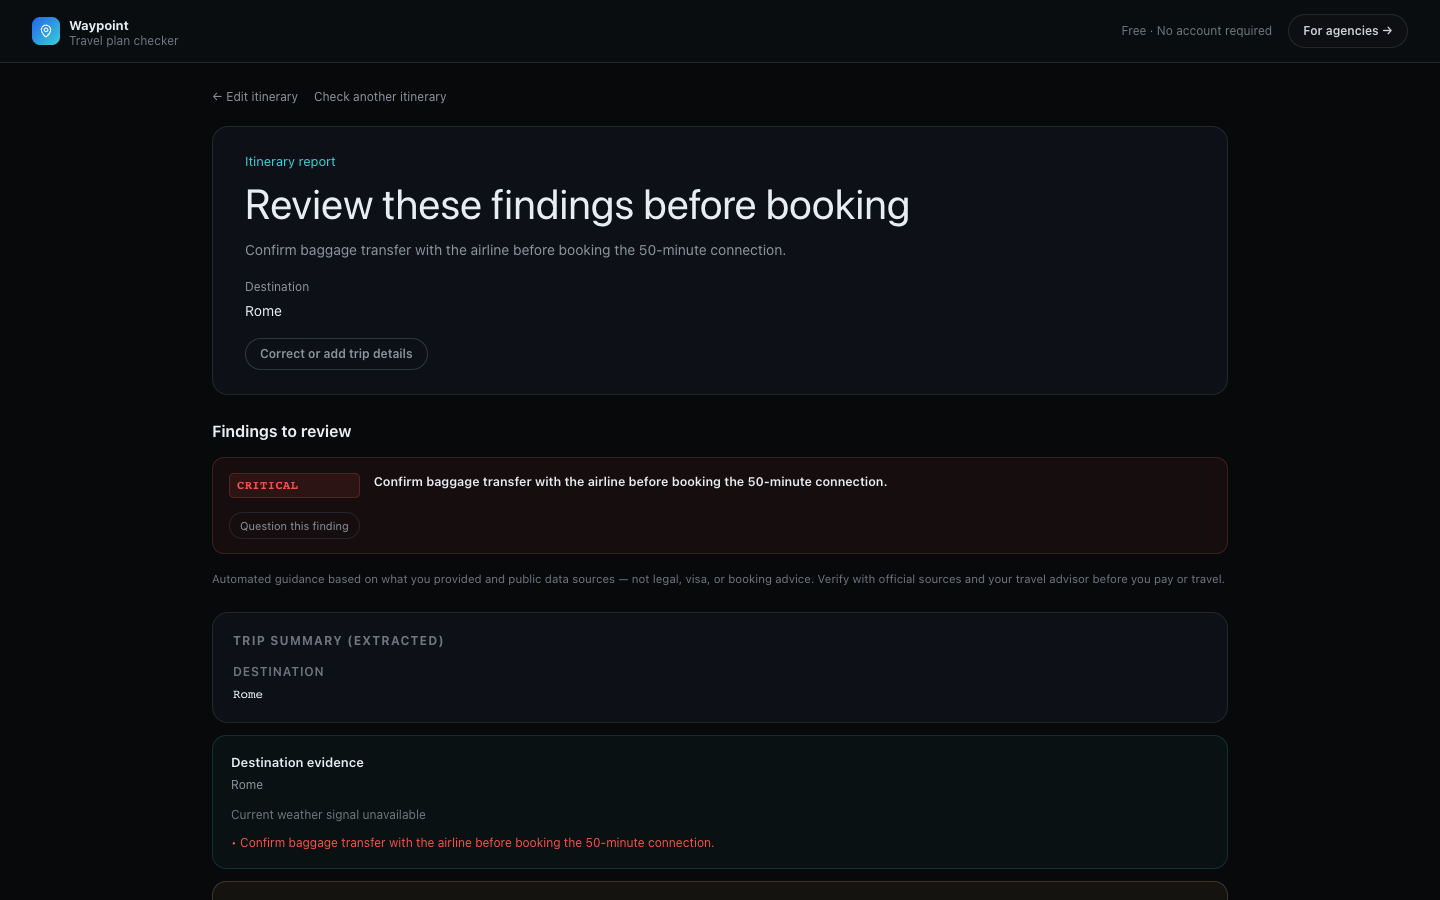 Waypoint
Travel plan checker
Free · No account required
For agencies →
← Edit itinerary
Check another itinerary
Itinerary report
Review these findings before booking
Confirm baggage transfer with the airline before booking the 50-minute connection.
Destination
Rome
Correct or add trip details
Findings to review
CRITICAL
Confirm baggage transfer with the airline before booking the 50-minute connection.
Question this finding
Automated guidance based on what you provided and public data sources — not legal, visa, or booking advice. Verify with official sources and your travel advisor before you pay or travel.
TRIP SUMMARY (EXTRACTED)
DESTINATION
Rome
Destination evidence
Rome
Current weather signal unavailable
• Confirm baggage transfer with the airline before booking the 50-minute connection.